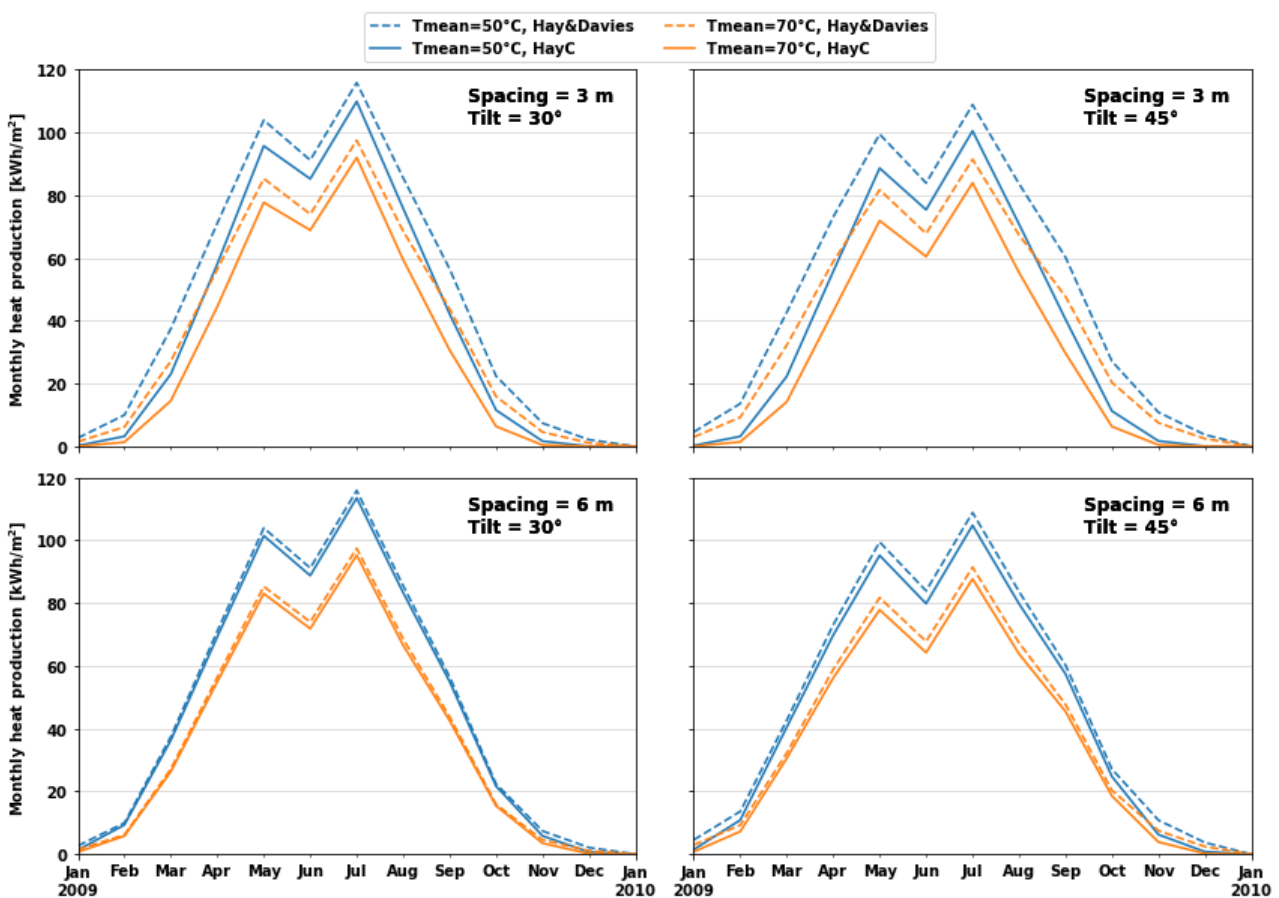 Tmean=50°C, Hay&Davies
Tmean=70°C, Hay&Davies
Tmean=50°C, HayC
Tmean=70°C, HayC
Monthly heat production [kWh/m²]
120
100
80
60
40
20
0
Spacing = 3 m
Tilt = 30°
Spacing = 3 m
Tilt = 45°
Monthly heat production [kWh/m²]
120
100
80
60
40
20
0
Spacing = 6 m
Tilt = 30°
Spacing = 6 m
Tilt = 45°
Jan Feb Mar Apr May Jun Jul Aug Sep Oct Nov Dec Jan
2009 2010
Jan Feb Mar Apr May Jun Jul Aug Sep Oct Nov Dec Jan
2009 2010